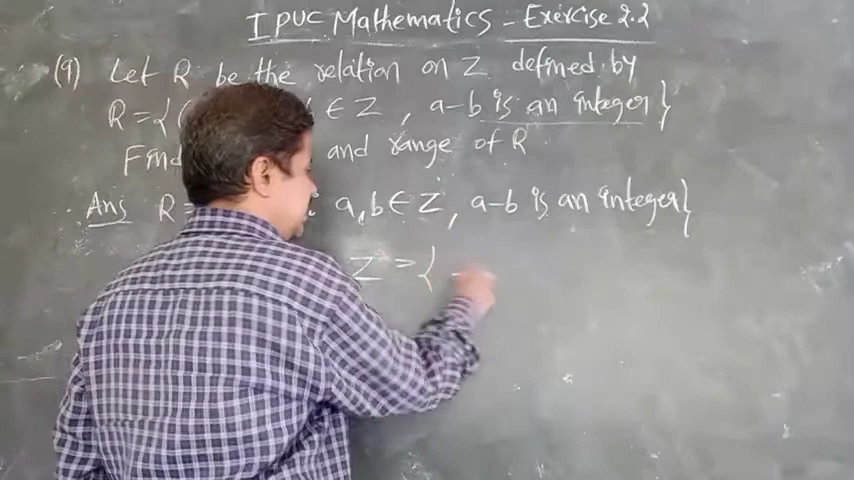 I PUC Mathematics - Exercise 2.2
(9) Let R be the relation on Z defined by
R={( ∈ Z , a-b is an integer}
Find and range of R
Ans R= a,b ∈ Z, a-b is an integer}
Z = { -